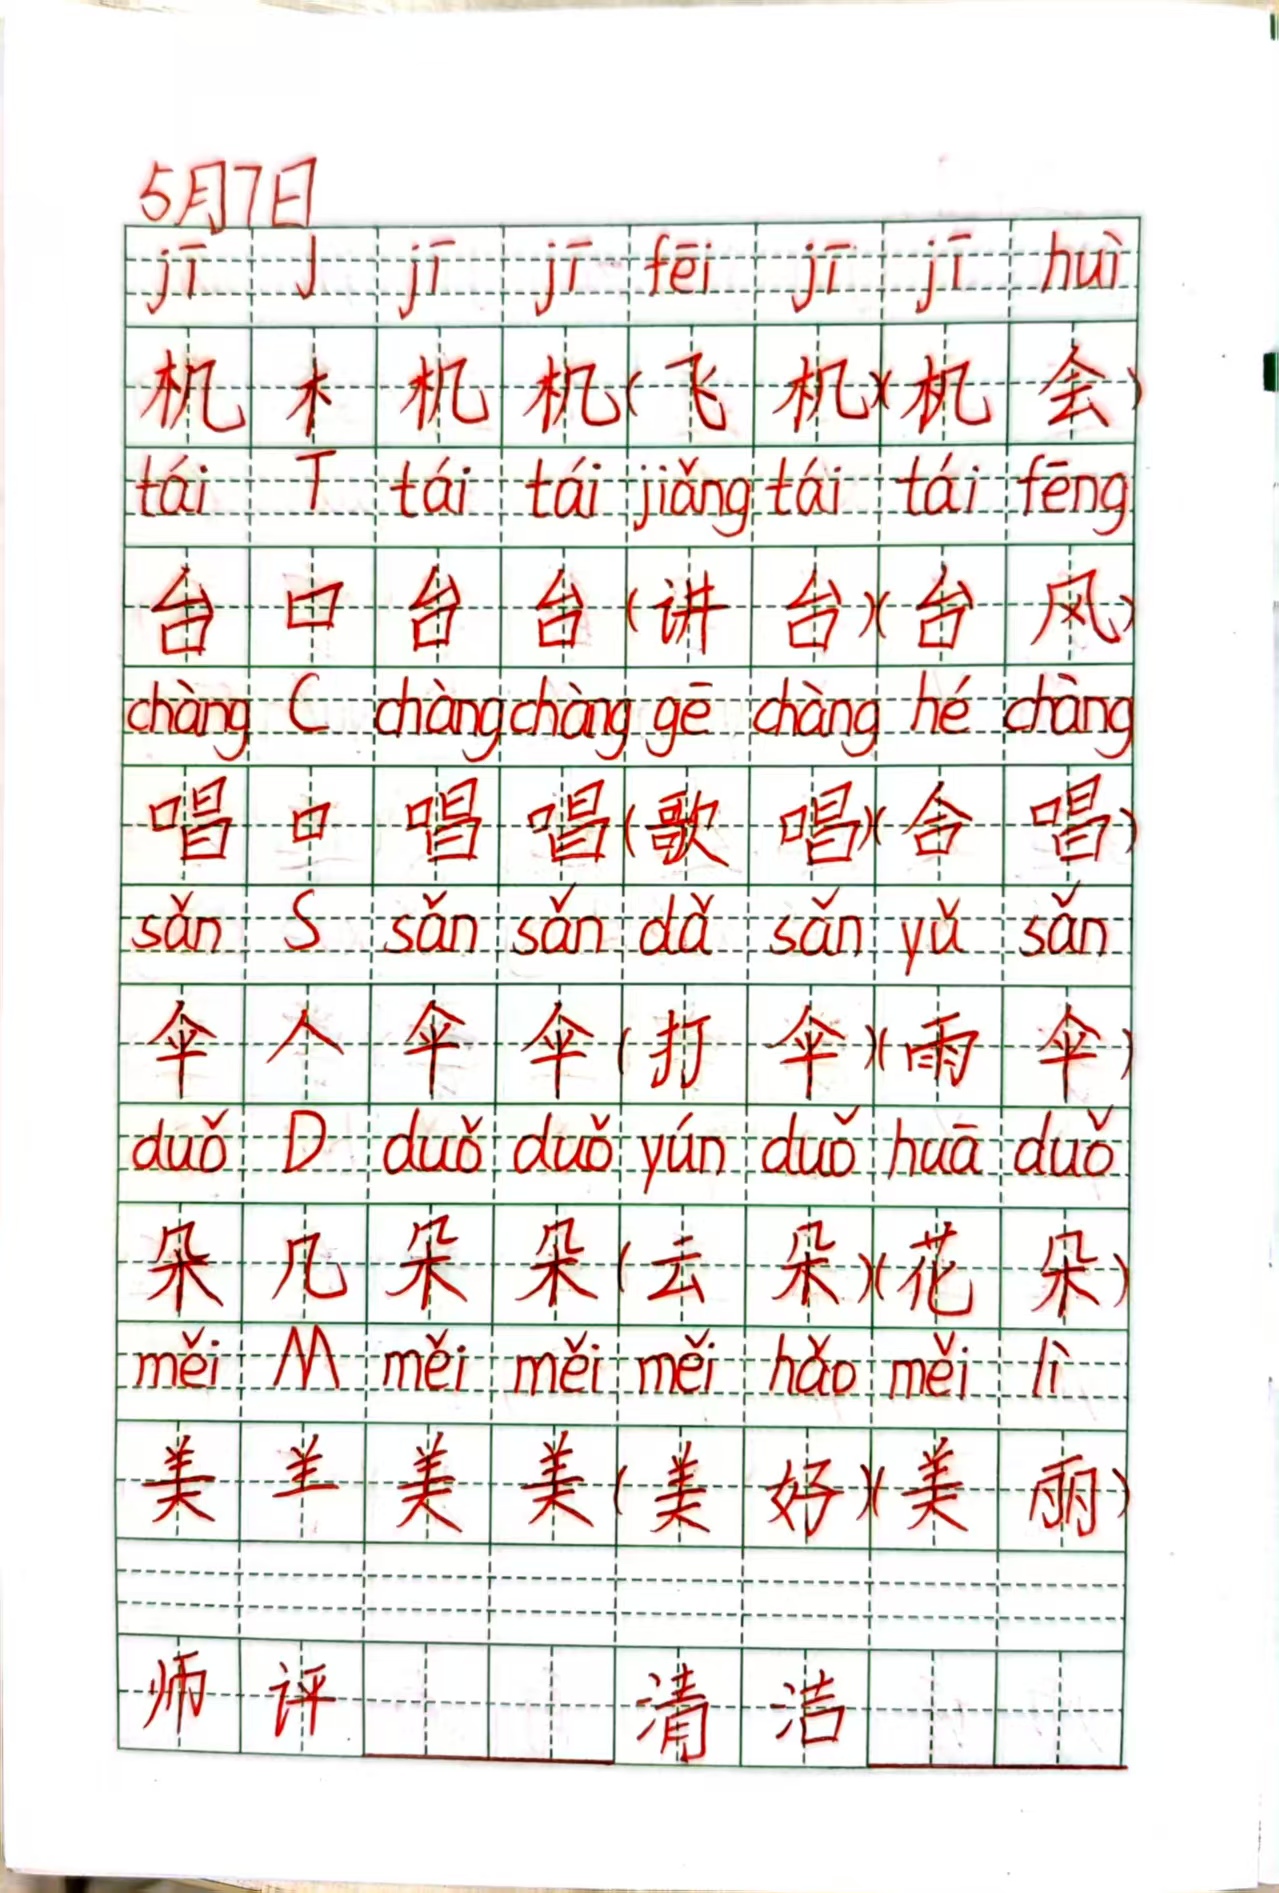 5月7日
jī J jī jī fēi jī jī huì
机 木 机 机(飞 机)(机 会)
tái T tái tái jiǎng tái tái fēng
台 口 台 台(讲 台)(台 风)
chàng C chàng chàng gē chàng hé chàng
唱 口 唱 唱(歌 唱)(合 唱)
sǎn S sǎn sǎn dǎ sǎn yǔ sǎn
伞 人 伞 伞(打 伞)(雨 伞)
duǒ D duǒ duǒ yún duǒ huā duǒ
朵 几 朵 朵(云 朵)(花 朵)
měi M měi měi měi hǎo měi lì
美 𦍌 美 美(美 好)(美 丽)
师 评 清 洁